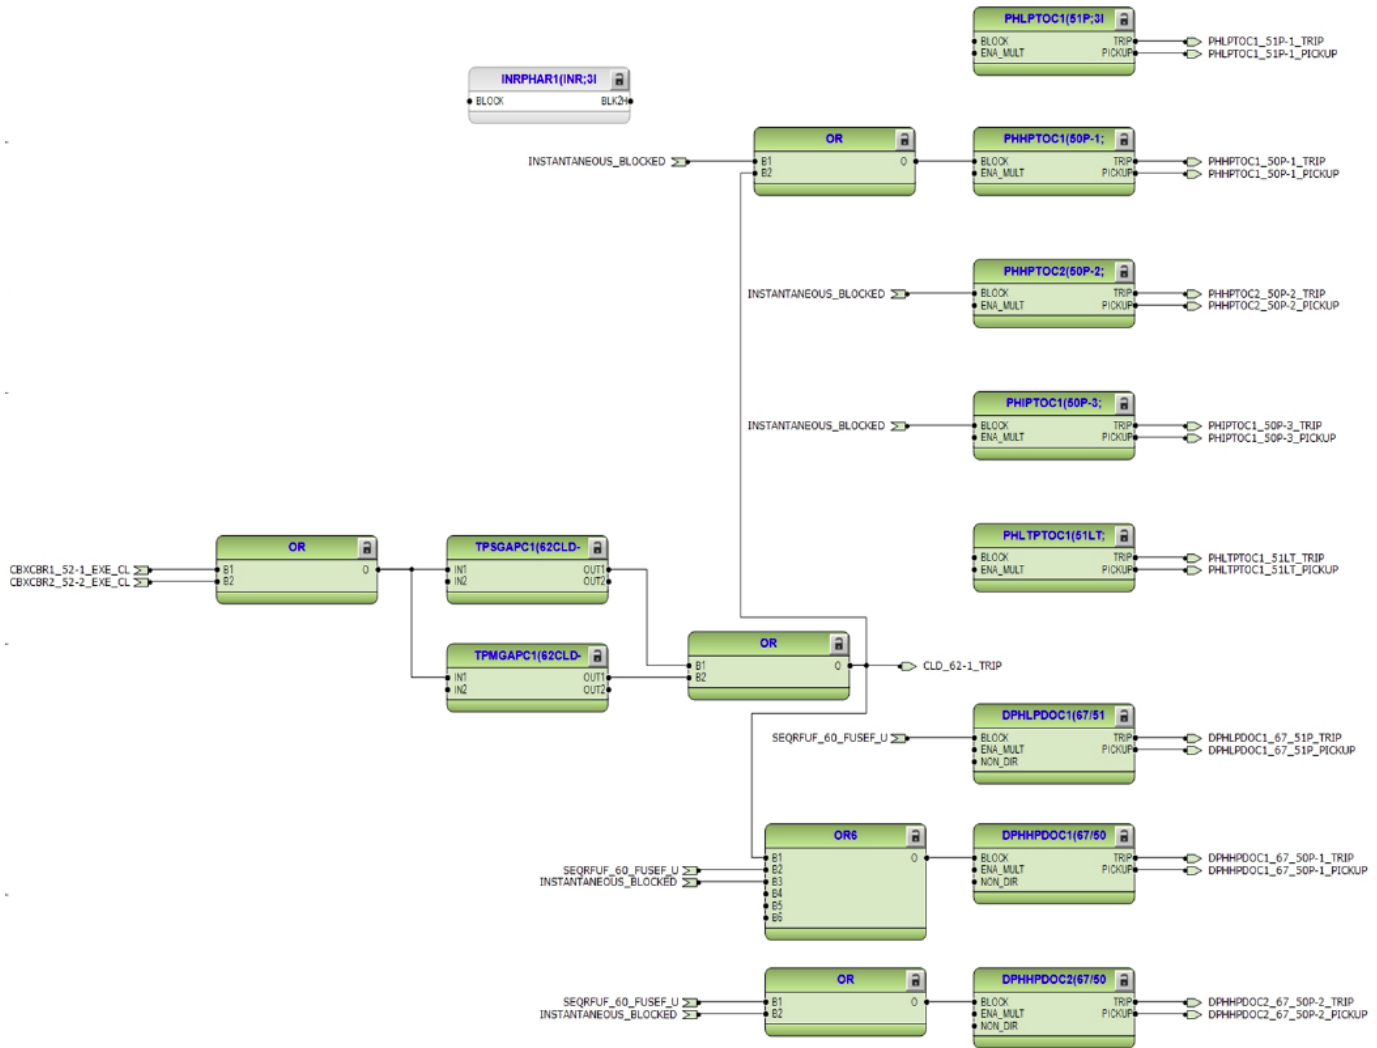 PHLPTOC1(51P;3I
BLOCK TRIP
ENA_MULT PICKUP
PHLPTOC1_51P-1_TRIP
PHLPTOC1_51P-1_PICKUP
INRPHAR1(INR;3I
BLOCK BLK2H
INSTANTANEOUS_BLOCKED
OR
B1 O
B2
PHHPTOC1(50P-1;
BLOCK TRIP
ENA_MULT PICKUP
PHHPTOC1_50P-1_TRIP
PHHPTOC1_50P-1_PICKUP
INSTANTANEOUS_BLOCKED
PHHPTOC2(50P-2;
BLOCK TRIP
ENA_MULT PICKUP
PHHPTOC2_50P-2_TRIP
PHHPTOC2_50P-2_PICKUP
INSTANTANEOUS_BLOCKED
PHIPTOC1(50P-3;
BLOCK TRIP
ENA_MULT PICKUP
PHIPTOC1_50P-3_TRIP
PHIPTOC1_50P-3_PICKUP
PHLTPTOC1(51LT;
BLOCK TRIP
ENA_MULT PICKUP
PHLTPTOC1_51LT_TRIP
PHLTPTOC1_51LT_PICKUP
CBXCBR1_52-1_EXE_CL
CBXCBR2_52-2_EXE_CL
OR
B1 O
B2
TPSGAPC1(62CLD-
IN1 OUT1
IN2 OUT2
TPMGAPC1(62CLD-
IN1 OUT1
IN2 OUT2
OR
B1 O
B2
CLD_62-1_TRIP
SEQRFUF_60_FUSEF_U
DPHLPDOC1(67/51
BLOCK TRIP
ENA_MULT PICKUP
NON_DIR
DPHLPDOC1_67_51P_TRIP
DPHLPDOC1_67_51P_PICKUP
SEQRFUF_60_FUSEF_U
INSTANTANEOUS_BLOCKED
OR6
B1 O
B2
B3
B4
B5
B6
DPHHPDOC1(67/50
BLOCK TRIP
ENA_MULT PICKUP
NON_DIR
DPHHPDOC1_67_50P-1_TRIP
DPHHPDOC1_67_50P-1_PICKUP
SEQRFUF_60_FUSEF_U
INSTANTANEOUS_BLOCKED
OR
B1 O
B2
DPHHPDOC2(67/50
BLOCK TRIP
ENA_MULT PICKUP
NON_DIR
DPHHPDOC2_67_50P-2_TRIP
DPHHPDOC2_67_50P-2_PICKUP